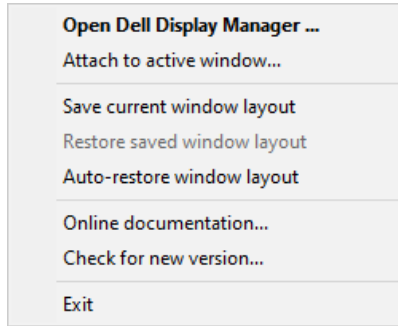 Open Dell Display Manager ...
Attach to active window...
Save current window layout
Restore saved window layout
Auto-restore window layout
Online documentation...
Check for new version...
Exit